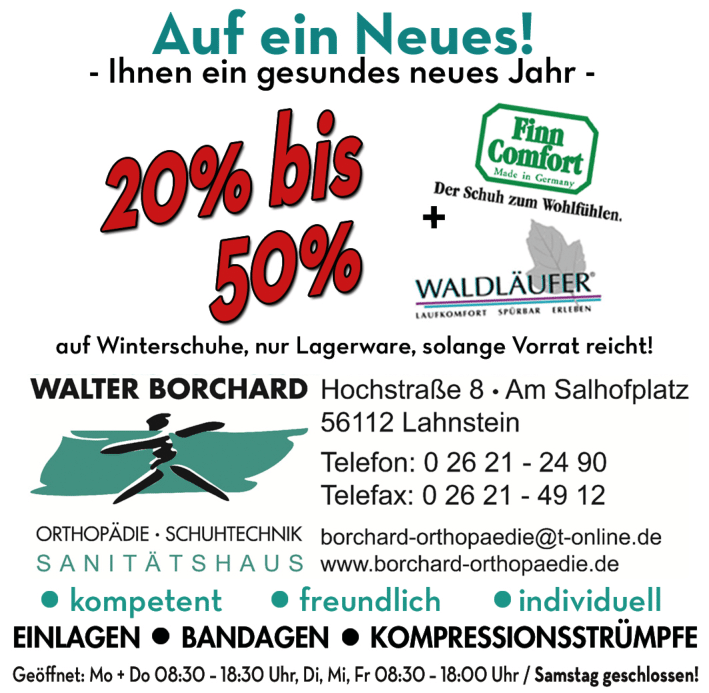 Auf ein Neues!
- Ihnen ein gesundes neues Jahr -
20% bis
50%
+
Finn
Comfort
Made in Germany
Der Schuh zum Wohlfühlen.
WALDLÄUFER®
LAUFKOMFORT SPÜRBAR ERLEBEN
auf Winterschuhe, nur Lagerware, solange Vorrat reicht!
WALTER BORCHARD
ORTHOPÄDIE · SCHUHTECHNIK
SANITÄTSHAUS
Hochstraße 8 · Am Salhofplatz
56112 Lahnstein
Telefon: 0 26 21 - 24 90
Telefax: 0 26 21 - 49 12
borchard-orthopaedie@t-online.de
www.borchard-orthopaedie.de
● kompetent ● freundlich ● individuell
EINLAGEN ● BANDAGEN ● KOMPRESSIONSSTRÜMPFE
Geöffnet: Mo + Do 08:30 - 18:30 Uhr, Di, Mi, Fr 08:30 - 18:00 Uhr / Samstag geschlossen!